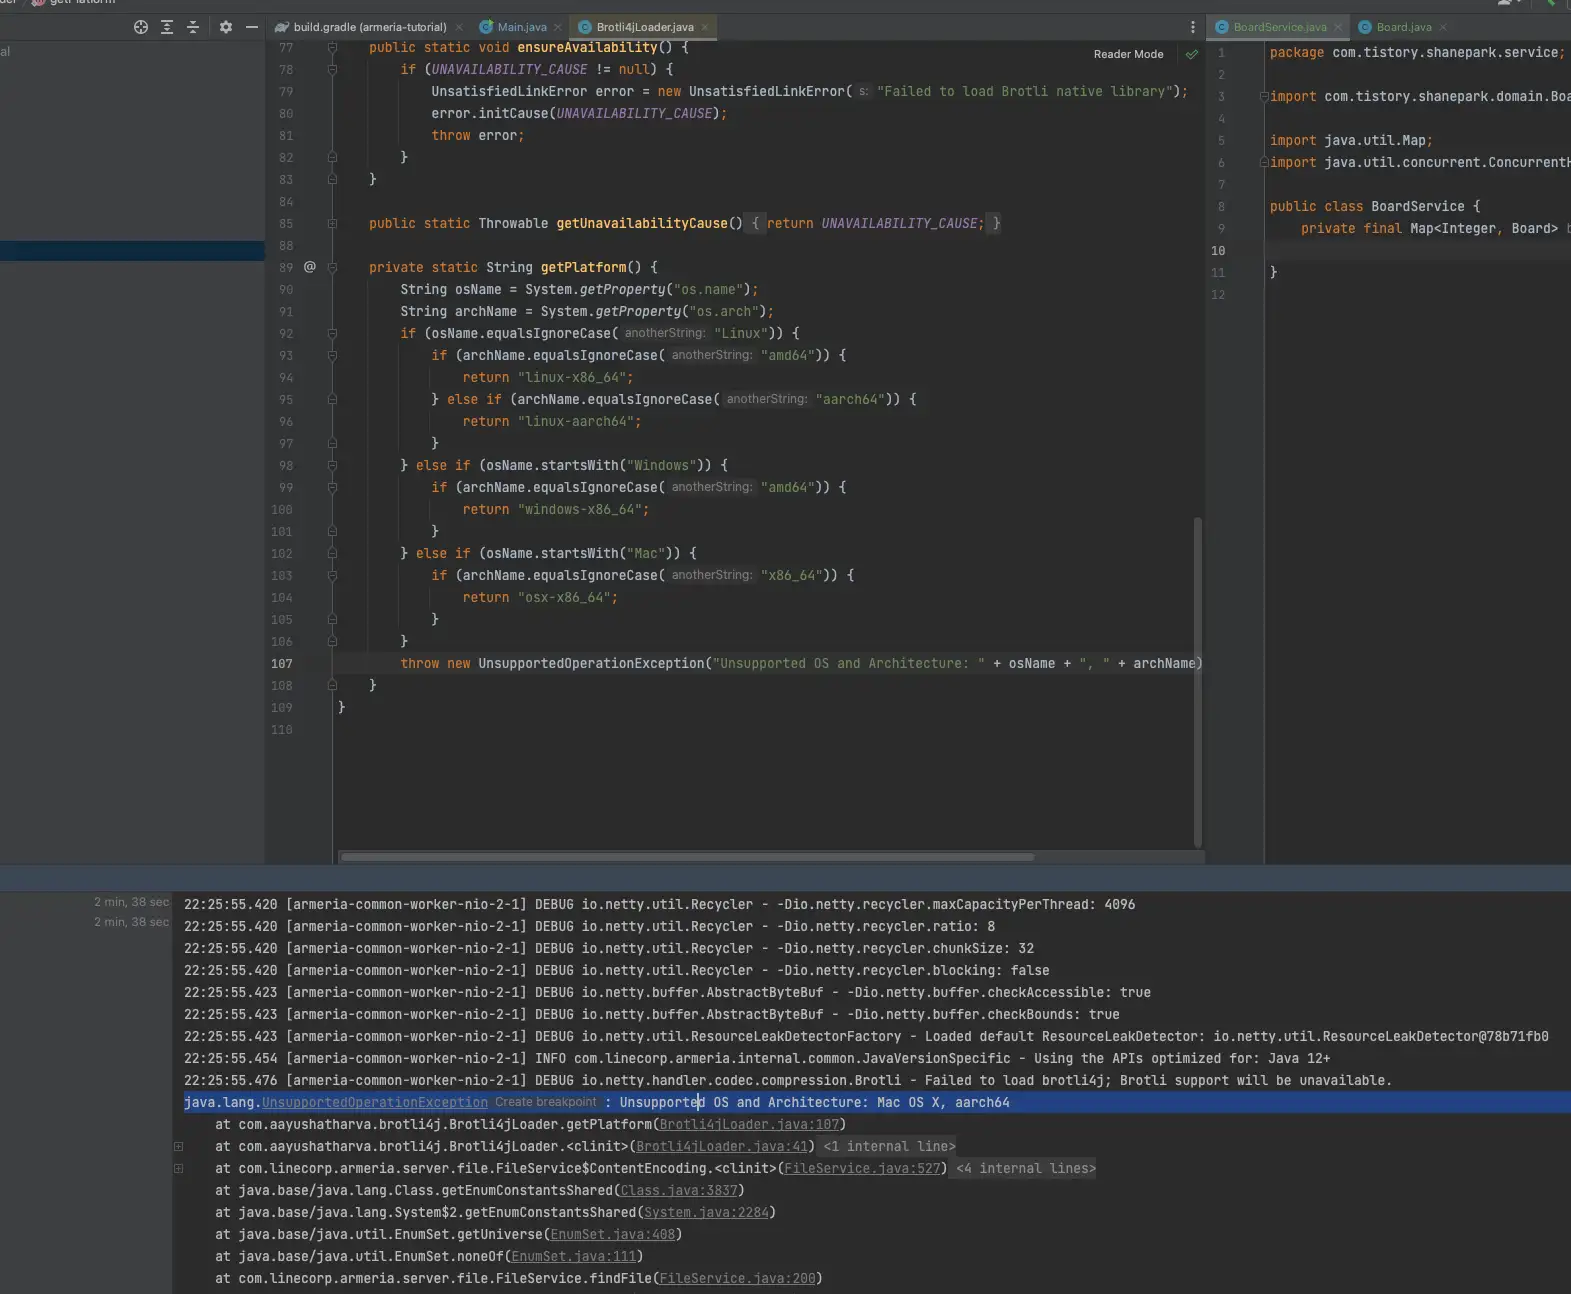 getPlatform
al
build.gradle (armeria-tutorial)
Main.java
Brotli4jLoader.java
BoardService.java
Board.java
Reader Mode
77 public static void ensureAvailability() {
78 if (UNAVAILABILITY_CAUSE != null) {
79 UnsatisfiedLinkError error = new UnsatisfiedLinkError( s: "Failed to load Brotli native library");
80 error.initCause(UNAVAILABILITY_CAUSE);
81 throw error;
82 }
83 }
84
85 public static Throwable getUnavailabilityCause() { return UNAVAILABILITY_CAUSE; }
88
89 @ private static String getPlatform() {
90 String osName = System.getProperty("os.name");
91 String archName = System.getProperty("os.arch");
92 if (osName.equalsIgnoreCase( anotherString: "Linux")) {
93 if (archName.equalsIgnoreCase( anotherString: "amd64")) {
94 return "linux-x86_64";
95 } else if (archName.equalsIgnoreCase( anotherString: "aarch64")) {
96 return "linux-aarch64";
97 }
98 } else if (osName.startsWith("Windows")) {
99 if (archName.equalsIgnoreCase( anotherString: "amd64")) {
100 return "windows-x86_64";
101 }
102 } else if (osName.startsWith("Mac")) {
103 if (archName.equalsIgnoreCase( anotherString: "x86_64")) {
104 return "osx-x86_64";
105 }
106 }
107 throw new UnsupportedOperationException("Unsupported OS and Architecture: " + osName + ", " + archName)
108 }
109 }
110
1 package com.tistory.shanepark.service;
2
3 import com.tistory.shanepark.domain.Boa
4
5 import java.util.Map;
6 import java.util.concurrent.ConcurrentH
7
8 public class BoardService {
9 private final Map<Integer, Board> b
10
11 }
12
2 min, 38 sec
2 min, 38 sec
22:25:55.420 [armeria-common-worker-nio-2-1] DEBUG io.netty.util.Recycler - -Dio.netty.recycler.maxCapacityPerThread: 4096
22:25:55.420 [armeria-common-worker-nio-2-1] DEBUG io.netty.util.Recycler - -Dio.netty.recycler.ratio: 8
22:25:55.420 [armeria-common-worker-nio-2-1] DEBUG io.netty.util.Recycler - -Dio.netty.recycler.chunkSize: 32
22:25:55.420 [armeria-common-worker-nio-2-1] DEBUG io.netty.util.Recycler - -Dio.netty.recycler.blocking: false
22:25:55.423 [armeria-common-worker-nio-2-1] DEBUG io.netty.buffer.AbstractByteBuf - -Dio.netty.buffer.checkAccessible: true
22:25:55.423 [armeria-common-worker-nio-2-1] DEBUG io.netty.buffer.AbstractByteBuf - -Dio.netty.buffer.checkBounds: true
22:25:55.423 [armeria-common-worker-nio-2-1] DEBUG io.netty.util.ResourceLeakDetectorFactory - Loaded default ResourceLeakDetector: io.netty.util.ResourceLeakDetector@78b71fb0
22:25:55.454 [armeria-common-worker-nio-2-1] INFO com.linecorp.armeria.internal.common.JavaVersionSpecific - Using the APIs optimized for: Java 12+
22:25:55.476 [armeria-common-worker-nio-2-1] DEBUG io.netty.handler.codec.compression.Brotli - Failed to load brotli4j; Brotli support will be unavailable.
java.lang.UnsupportedOperationException Create breakpoint : Unsupported OS and Architecture: Mac OS X, aarch64
at com.aayushatharva.brotli4j.Brotli4jLoader.getPlatform(Brotli4jLoader.java:107)
at com.aayushatharva.brotli4j.Brotli4jLoader.<clinit>(Brotli4jLoader.java:41) <1 internal line>
at com.linecorp.armeria.server.file.FileService$ContentEncoding.<clinit>(FileService.java:527) <4 internal lines>
at java.base/java.lang.Class.getEnumConstantsShared(Class.java:3837)
at java.base/java.lang.System$2.getEnumConstantsShared(System.java:2284)
at java.base/java.util.EnumSet.getUniverse(EnumSet.java:408)
at java.base/java.util.EnumSet.noneOf(EnumSet.java:111)
at com.linecorp.armeria.server.file.FileService.findFile(FileService.java:200)